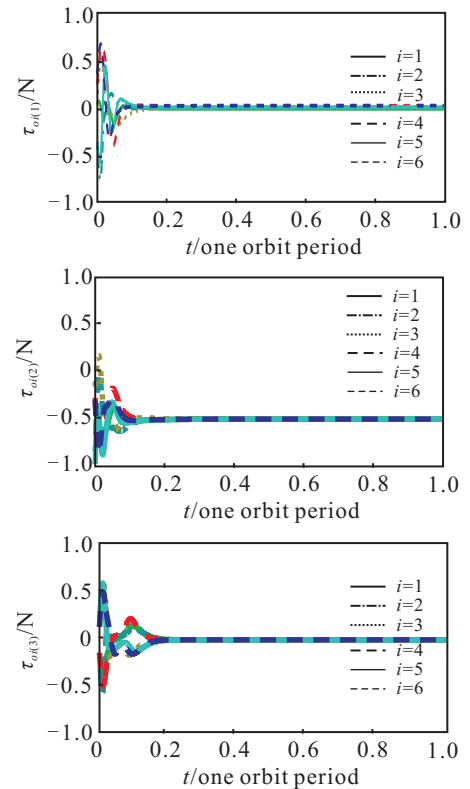 1.0
0.5
0
−0.5
−1.0
τoi(1)/N
i=1
i=2
i=3
i=4
i=5
i=6
0 0.2 0.4 0.6 0.8 1.0
t/one orbit period
1.0
0.5
0
−0.5
−1.0
τoi(2)/N
i=1
i=2
i=3
i=4
i=5
i=6
0 0.2 0.4 0.6 0.8 1.0
t/one orbit period
1.0
0.5
0
−0.5
−1.0
τoi(3)/N
i=1
i=2
i=3
i=4
i=5
i=6
0 0.2 0.4 0.6 0.8 1.0
t/one orbit period